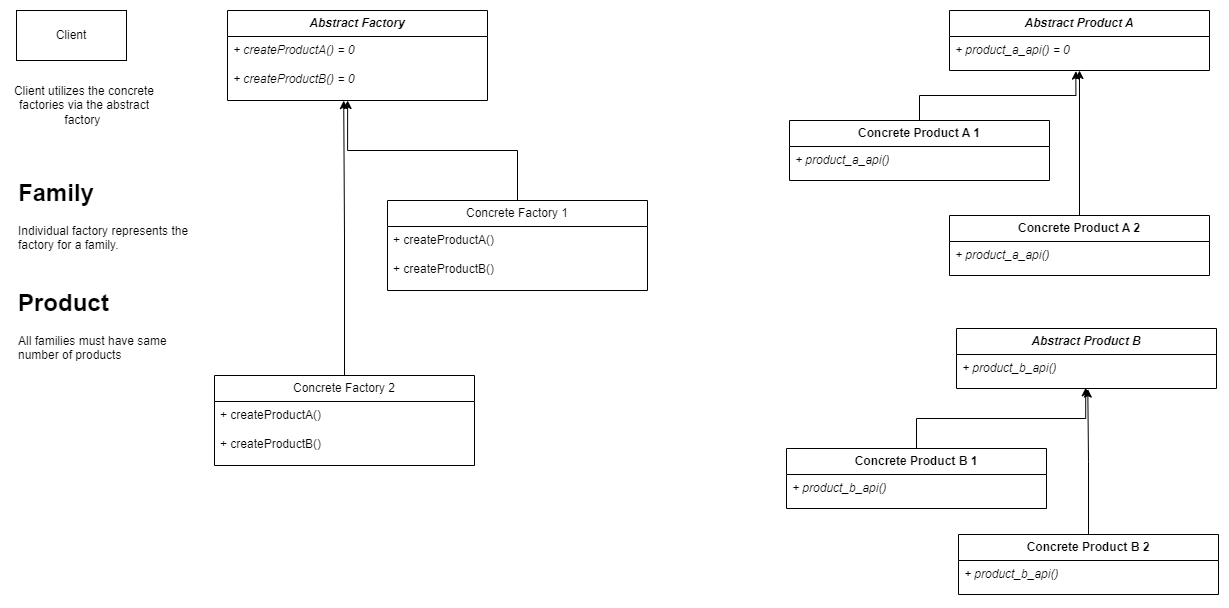 Client
Client utilizes the concrete
factories via the abstract
factory
Family
Individual factory represents the
factory for a family.
Product
All families must have same
number of products
Abstract Factory
+ createProductA() = 0
+ createProductB() = 0
Concrete Factory 1
+ createProductA()
+ createProductB()
Concrete Factory 2
+ createProductA()
+ createProductB()
Abstract Product A
+ product_a_api() = 0
Concrete Product A 1
+ product_a_api()
Concrete Product A 2
+ product_a_api()
Abstract Product B
+ product_b_api()
Concrete Product B 1
+ product_b_api()
Concrete Product B 2
+ product_b_api()